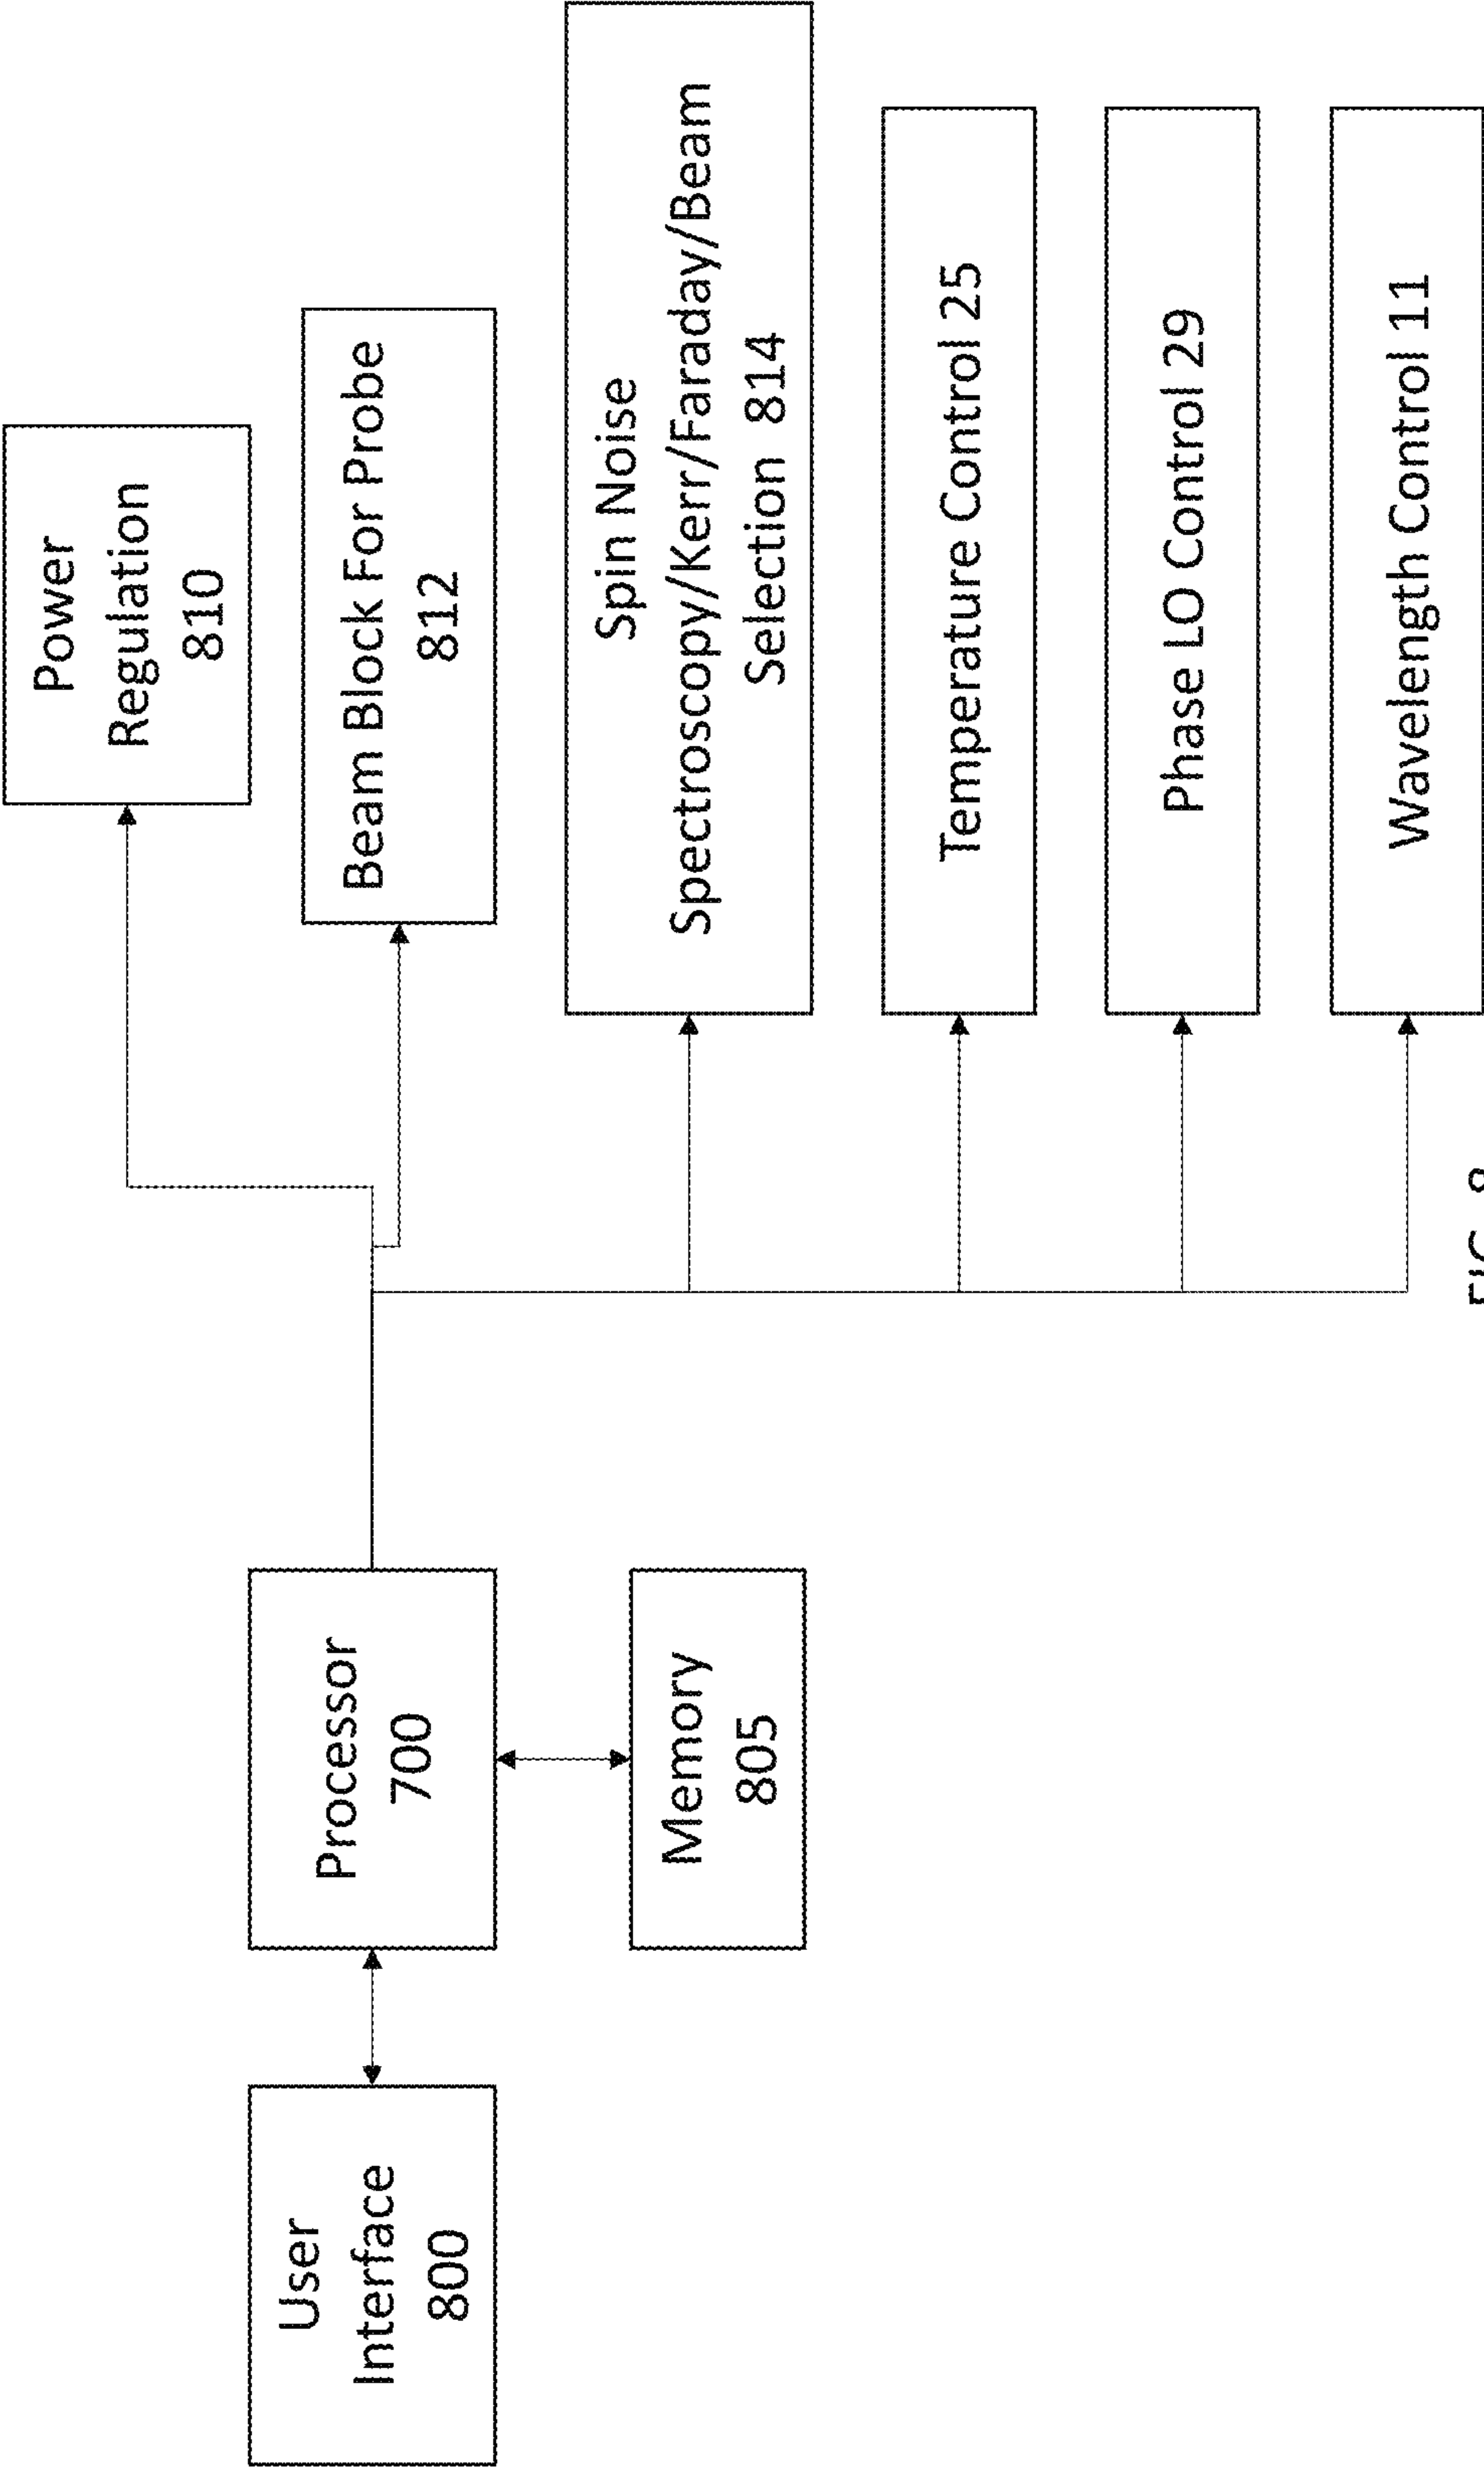 User
Interface
800
Processor
700
Memory
805
Power
Regulation
810
Beam Block For Probe
812
Spin Noise
Spectroscopy/Kerr/Faraday/Beam
Selection 814
Temperature Control 25
Phase LO Control 29
Wavelength Control 11